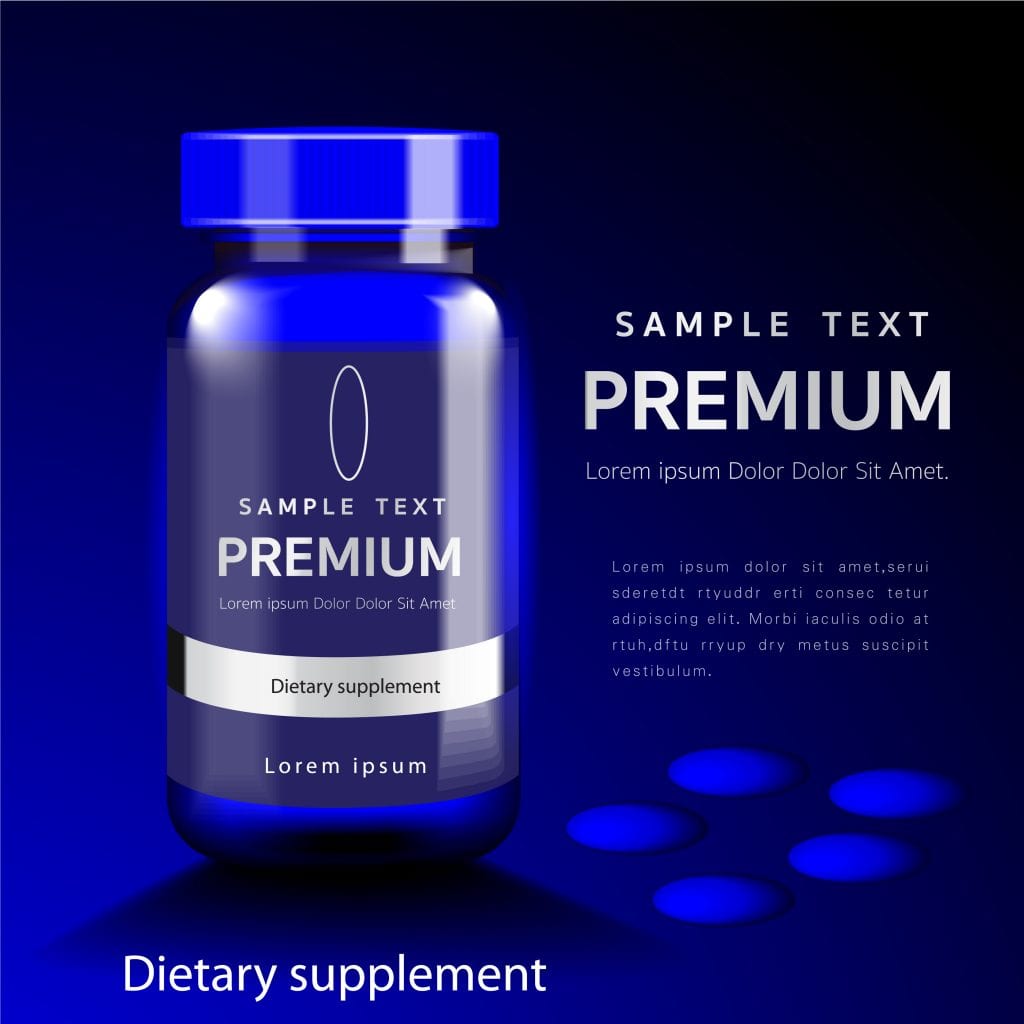 SAMPLE TEXT
PREMIUM
Lorem ipsum Dolor Dolor Sit Amet
Dietary supplement
Lorem ipsum
SAMPLE TEXT
PREMIUM
Lorem ipsum Dolor Dolor Sit Amet.
Lorem ipsum dolor sit amet,serui
sderetdt rtyuddr erti consec tetur
adipiscing elit. Morbi iaculis odio at
rtuh,dftu rryup dry metus suscipit
vestibulum.
Dietary supplement